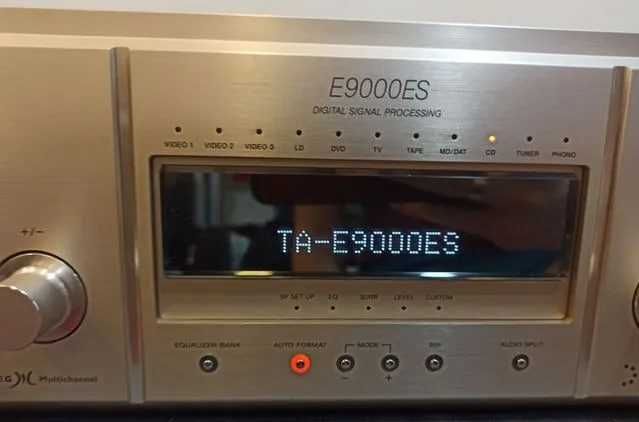 E9000ES
DIGITAL SIGNAL PROCESSING
VIDEO 1 VIDEO 2 VIDEO 3 LD DVD TV TAPE MD/DAT CD TUNER PHONO
TA-E9000ES
+/−
SP SET UP EQ SURR LEVEL CUSTOM
EQUALIZER BANK AUTO FORMAT MODE AUDIO SPLIT
− +
Multichannel